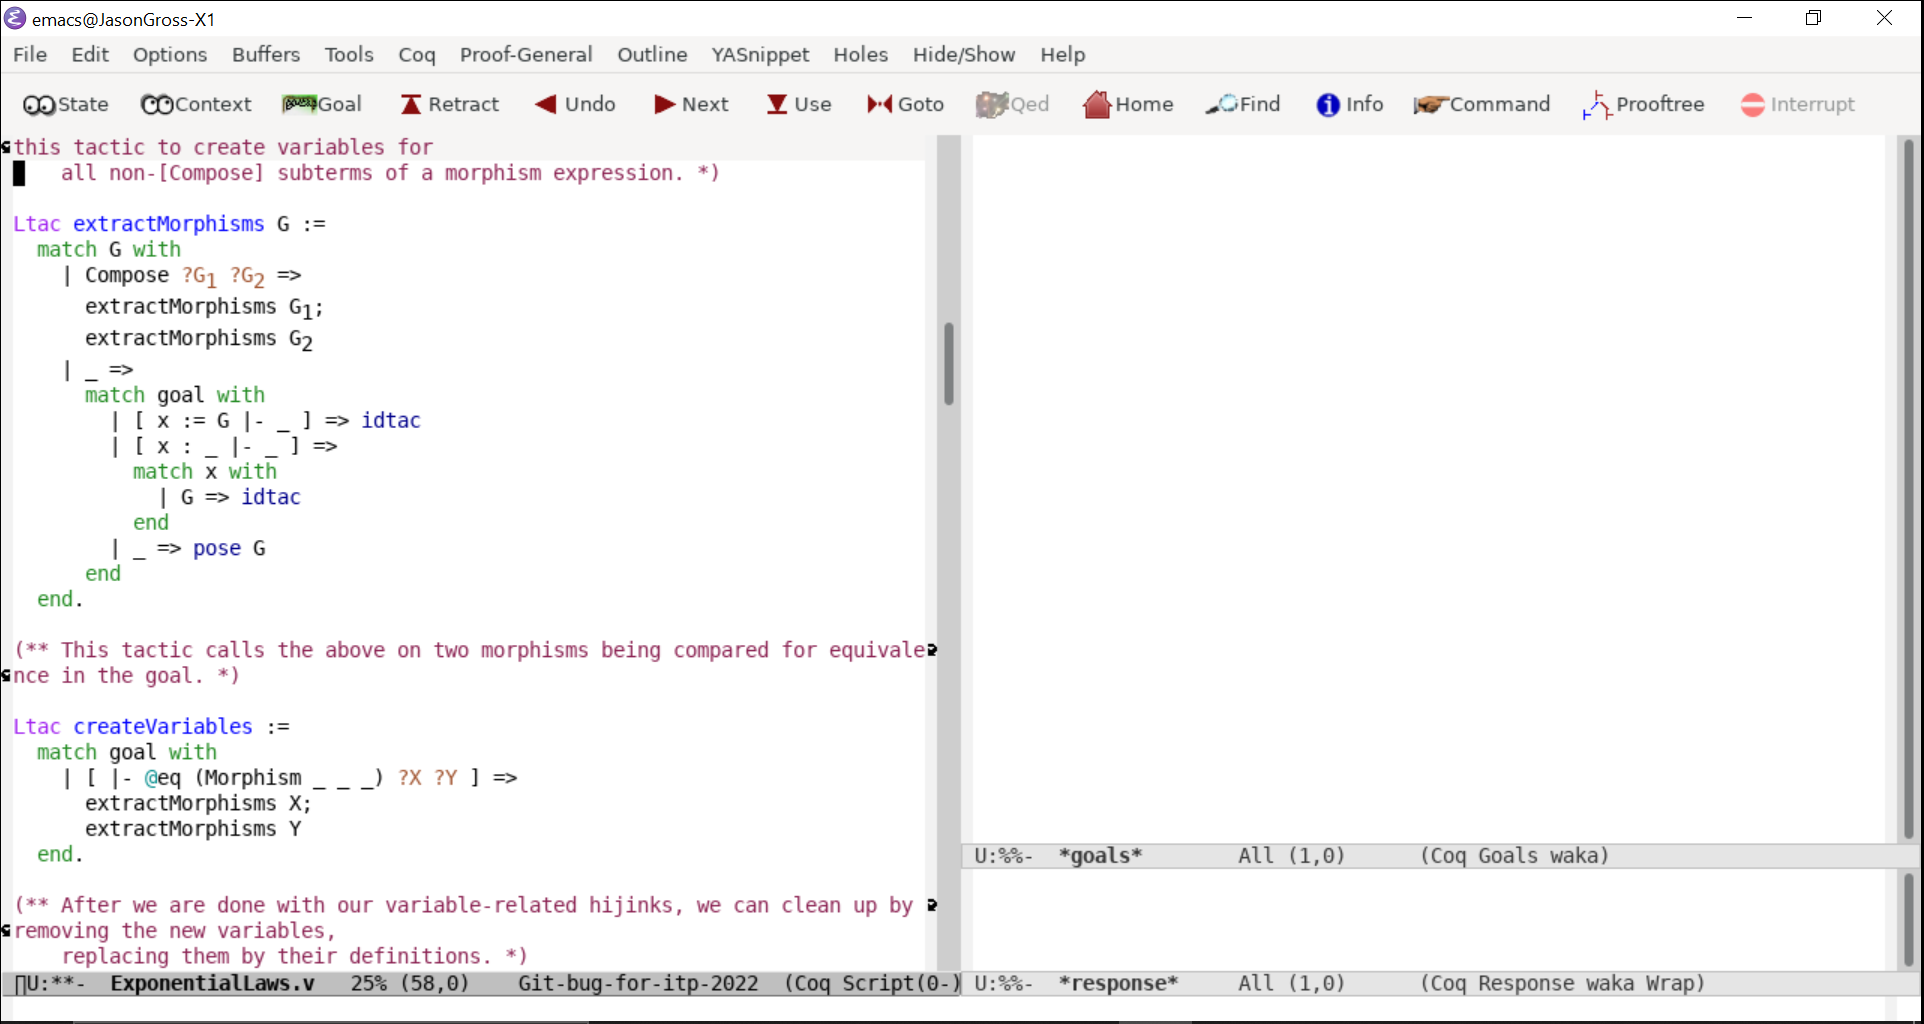 emacs@JasonGross-X1
File Edit Options Buffers Tools Coq Proof-General Outline YASnippet Holes Hide/Show Help
State Context Goal Retract Undo Next Use Goto Qed Home Find Info Command Prooftree Interrupt
this tactic to create variables for
    all non-[Compose] subterms of a morphism expression. *)
Ltac extractMorphisms G :=
  match G with
    | Compose ?G1 ?G2 =>
      extractMorphisms G1;
      extractMorphisms G2
    | _ =>
      match goal with
        | [ x := G |- _ ] => idtac
        | [ x : _ |- _ ] =>
          match x with
            | G => idtac
          end
        | _ => pose G
      end
  end.
(** This tactic calls the above on two morphisms being compared for equivale
nce in the goal. *)
Ltac createVariables :=
  match goal with
    | [ |- @eq (Morphism _ _ _) ?X ?Y ] =>
      extractMorphisms X;
      extractMorphisms Y
  end.
(** After we are done with our variable-related hijinks, we can clean up by
removing the new variables,
    replacing them by their definitions. *)
U:**-  ExponentialLaws.v   25% (58,0)    Git-bug-for-itp-2022  (Coq Script(0-)
U:%%-  *goals*        All (1,0)      (Coq Goals waka)
U:%%-  *response*     All (1,0)      (Coq Response waka Wrap)